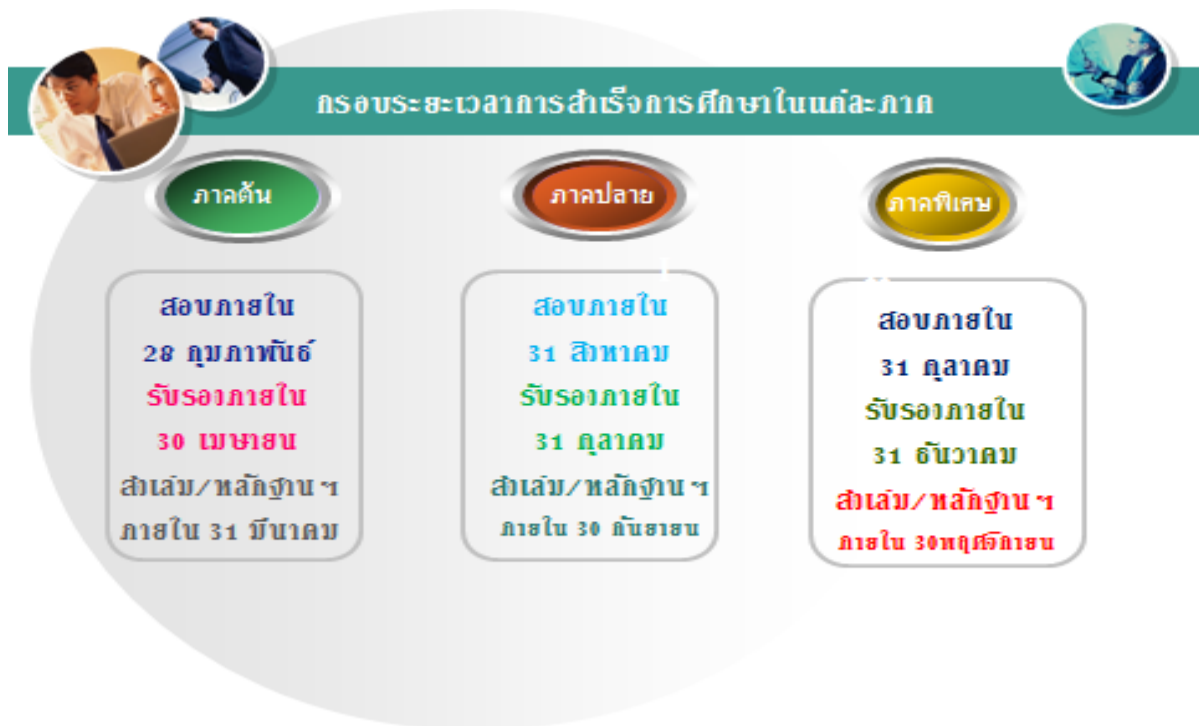 กรอบระยะเวลาการสำเร็จการศึกษาในแต่ละภาค
ภาคต้น
สอบภายใน
28 กุมภาพันธ์
รับรองภายใน
30 เมษายน
ส่งเล่ม/หลักฐานฯ
ภายใน 31 มีนาคม
ภาคปลาย
สอบภายใน
31 สิงหาคม
รับรองภายใน
31 ตุลาคม
ส่งเล่ม/หลักฐานฯ
ภายใน 30 กันยายน
ภาคพิเศษ
สอบภายใน
31 ตุลาคม
รับรองภายใน
31 ธันวาคม
ส่งเล่ม/หลักฐานฯ
ภายใน 30พฤศจิกายน